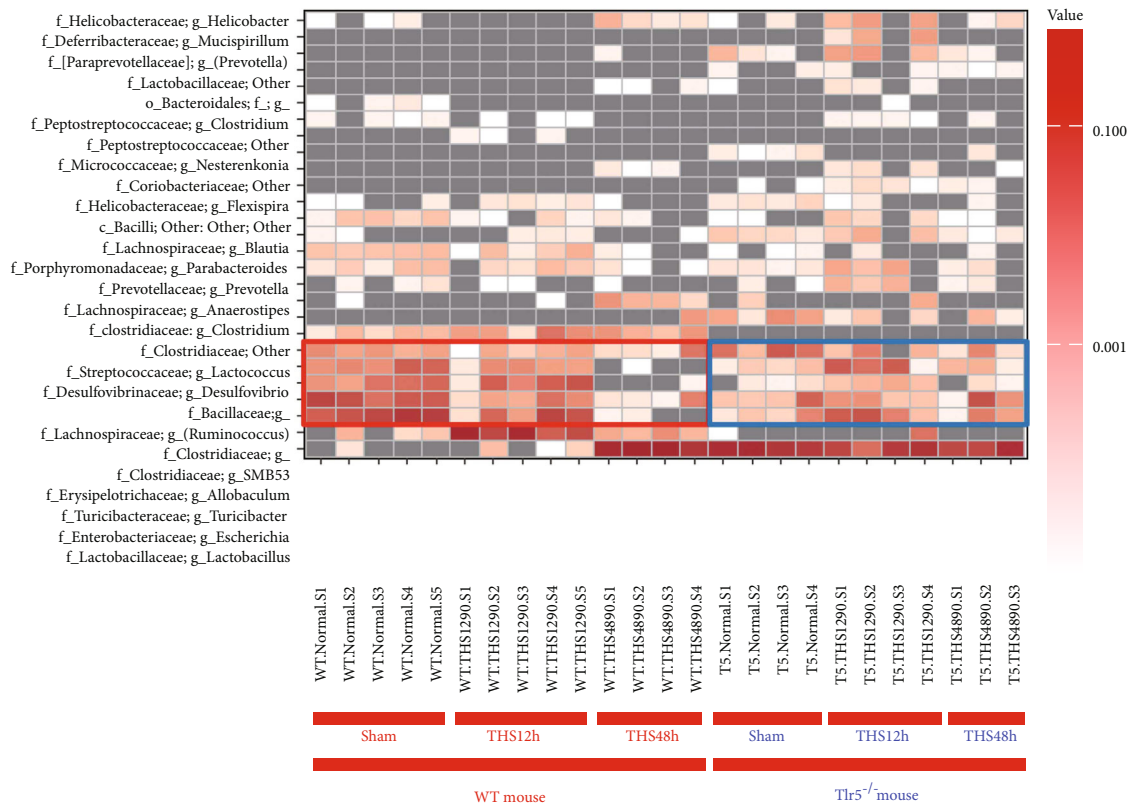 f_Helicobacteraceae; g_Helicobacter
f_Deferribacteraceae; g_Mucispirillum
f_[Paraprevotellaceae]; g_(Prevotella)
f_Lactobacillaceae; Other
o_Bacteroidales; f_; g_
f_Peptostreptococcaceae; g_Clostridium
f_Peptostreptococcaceae; Other
f_Micrococcaceae; g_Nesterenkonia
f_Coriobacteriaceae; Other
f_Helicobacteraceae; g_Flexispira
c_Bacilli; Other: Other; Other
f_Lachnospiraceae; g_Blautia
f_Porphyromonadaceae; g_Parabacteroides
f_Prevotellaceae; g_Prevotella
f_Lachnospiraceae; g_Anaerostipes
f_clostridiaceae: g_Clostridium
f_Clostridiaceae; Other
f_Streptococcaceae; g_Lactococcus
f_Desulfovibrinaceae; g_Desulfovibrio
f_Bacillaceae;g_
f_Lachnospiraceae; g_(Ruminococcus)
f_Clostridiaceae; g_
f_Clostridiaceae; g_SMB53
f_Erysipelotrichaceae; g_Allobaculum
f_Turicibacteraceae; g_Turicibacter
f_Enterobacteriaceae; g_Escherichia
f_Lactobacillaceae; g_Lactobacillus
Value
0.100
0.001
WT.Normal.S1
WT.Normal.S2
WT.Normal.S3
WT.Normal.S4
WT.Normal.S5
WT.THS1290.S1
WT.THS1290.S2
WT.THS1290.S3
WT.THS1290.S4
WT.THS1290.S5
WT.THS4890.S1
WT.THS4890.S2
WT.THS4890.S3
WT.THS4890.S4
T5.Normal.S1
T5.Normal.S2
T5.Normal.S3
T5.Normal.S4
T5.THS1290.S1
T5.THS1290.S2
T5.THS1290.S3
T5.THS1290.S4
T5.THS4890.S1
T5.THS4890.S2
T5.THS4890.S3
Sham
THS12h
THS48h
Sham
THS12h
THS48h
WT mouse
Tlr5⁻/⁻mouse